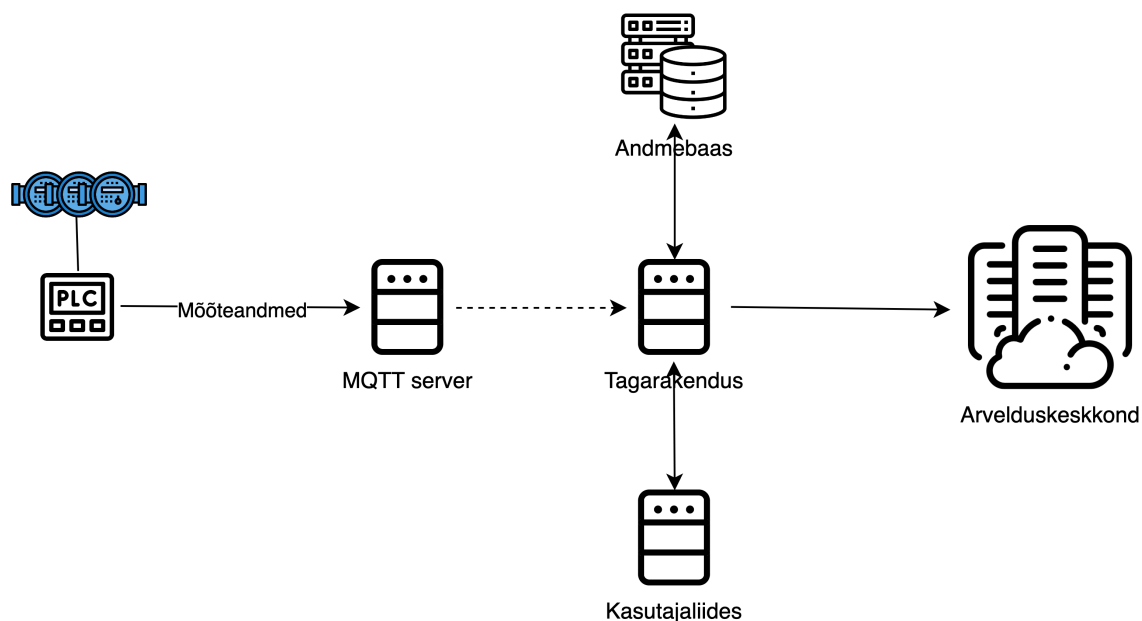 Andmebaas
PLC
Mõõteandmed
MQTT server
Tagarakendus
Arvelduskeskkond
Kasutajaliides